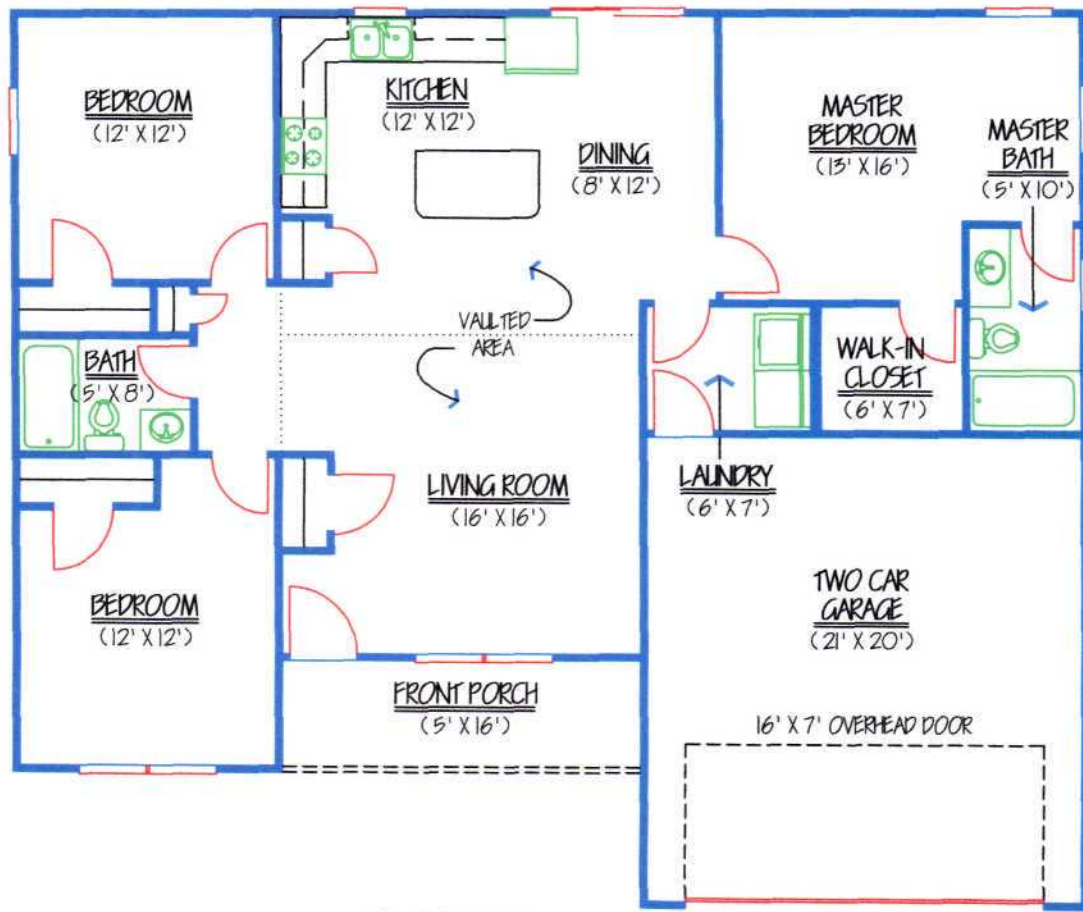 BEDROOM
(12' X 12')
KITCHEN
(12' X 12')
DINING
(8' X 12')
MASTER
BEDROOM
(13' X 16')
MASTER
BATH
(5' X 10')
VAULTED
AREA
BATH
(5' X 8')
WALK-IN
CLOSET
(6' X 7')
LIVING ROOM
(16' X 16')
LAUNDRY
(6' X 7')
BEDROOM
(12' X 12')
TWO CAR
GARAGE
(21' X 20')
FRONT PORCH
(5' X 16')
16' X 7' OVERHEAD DOOR